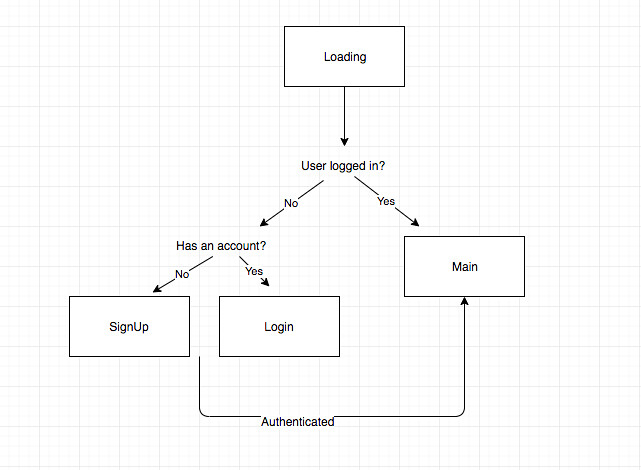 Loading
User logged in?
No
Yes
Has an account?
No
Yes
Main
SignUp
Login
Authenticated